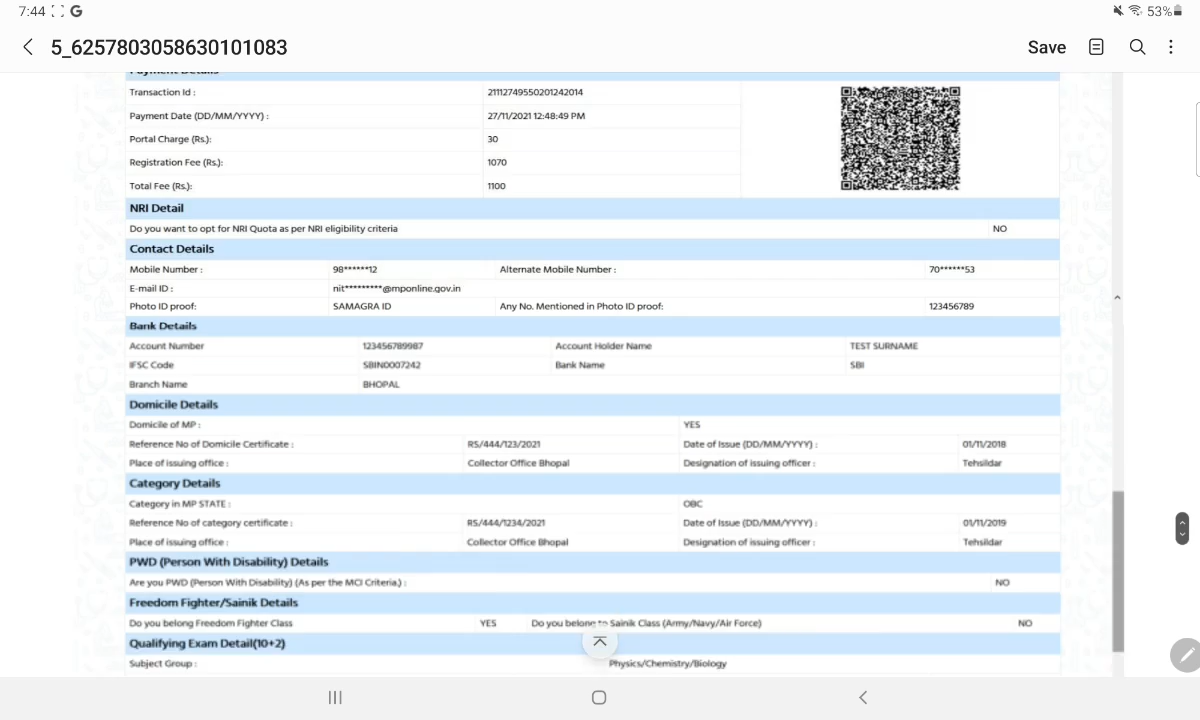 7:44 G 53%
5_6257803058630101083 Save
Payment Details
Transaction Id : 21112749550201242014
Payment Date (DD/MM/YYYY) : 27/11/2021 12:48:49 PM
Portal Charge (Rs.): 30
Registration Fee (Rs.): 1070
Total Fee (Rs.): 1100
NRI Detail
Do you want to opt for NRI Quota as per NRI eligibility criteria NO
Contact Details
Mobile Number : 98******12 Alternate Mobile Number : 70******53
E-mail ID : nit*********@mponline.gov.in
Photo ID proof: SAMAGRA ID Any No. Mentioned in Photo ID proof: 123456789
Bank Details
Account Number 123456789987 Account Holder Name TEST SURNAME
IFSC Code SBIN0007242 Bank Name SBI
Branch Name BHOPAL
Domicile Details
Domicile of MP : YES
Reference No of Domicile Certificate : RS/444/123/2021 Date of Issue (DD/MM/YYYY) : 01/11/2018
Place of issuing office : Collector Office Bhopal Designation of issuing officer : Tehsildar
Category Details
Category in MP STATE : OBC
Reference No of category certificate : RS/444/1234/2021 Date of Issue (DD/MM/YYYY) : 01/11/2019
Place of issuing office : Collector Office Bhopal Designation of issuing officer : Tehsildar
PWD (Person With Disability) Details
Are you PWD (Person With Disability) (As per the MCI Criteria.) : NO
Freedom Fighter/Sainik Details
Do you belong Freedom Fighter Class YES Do you belong to Sainik Class (Army/Navy/Air Force) NO
Qualifying Exam Detail(10+2)
Subject Group : Physics/Chemistry/Biology